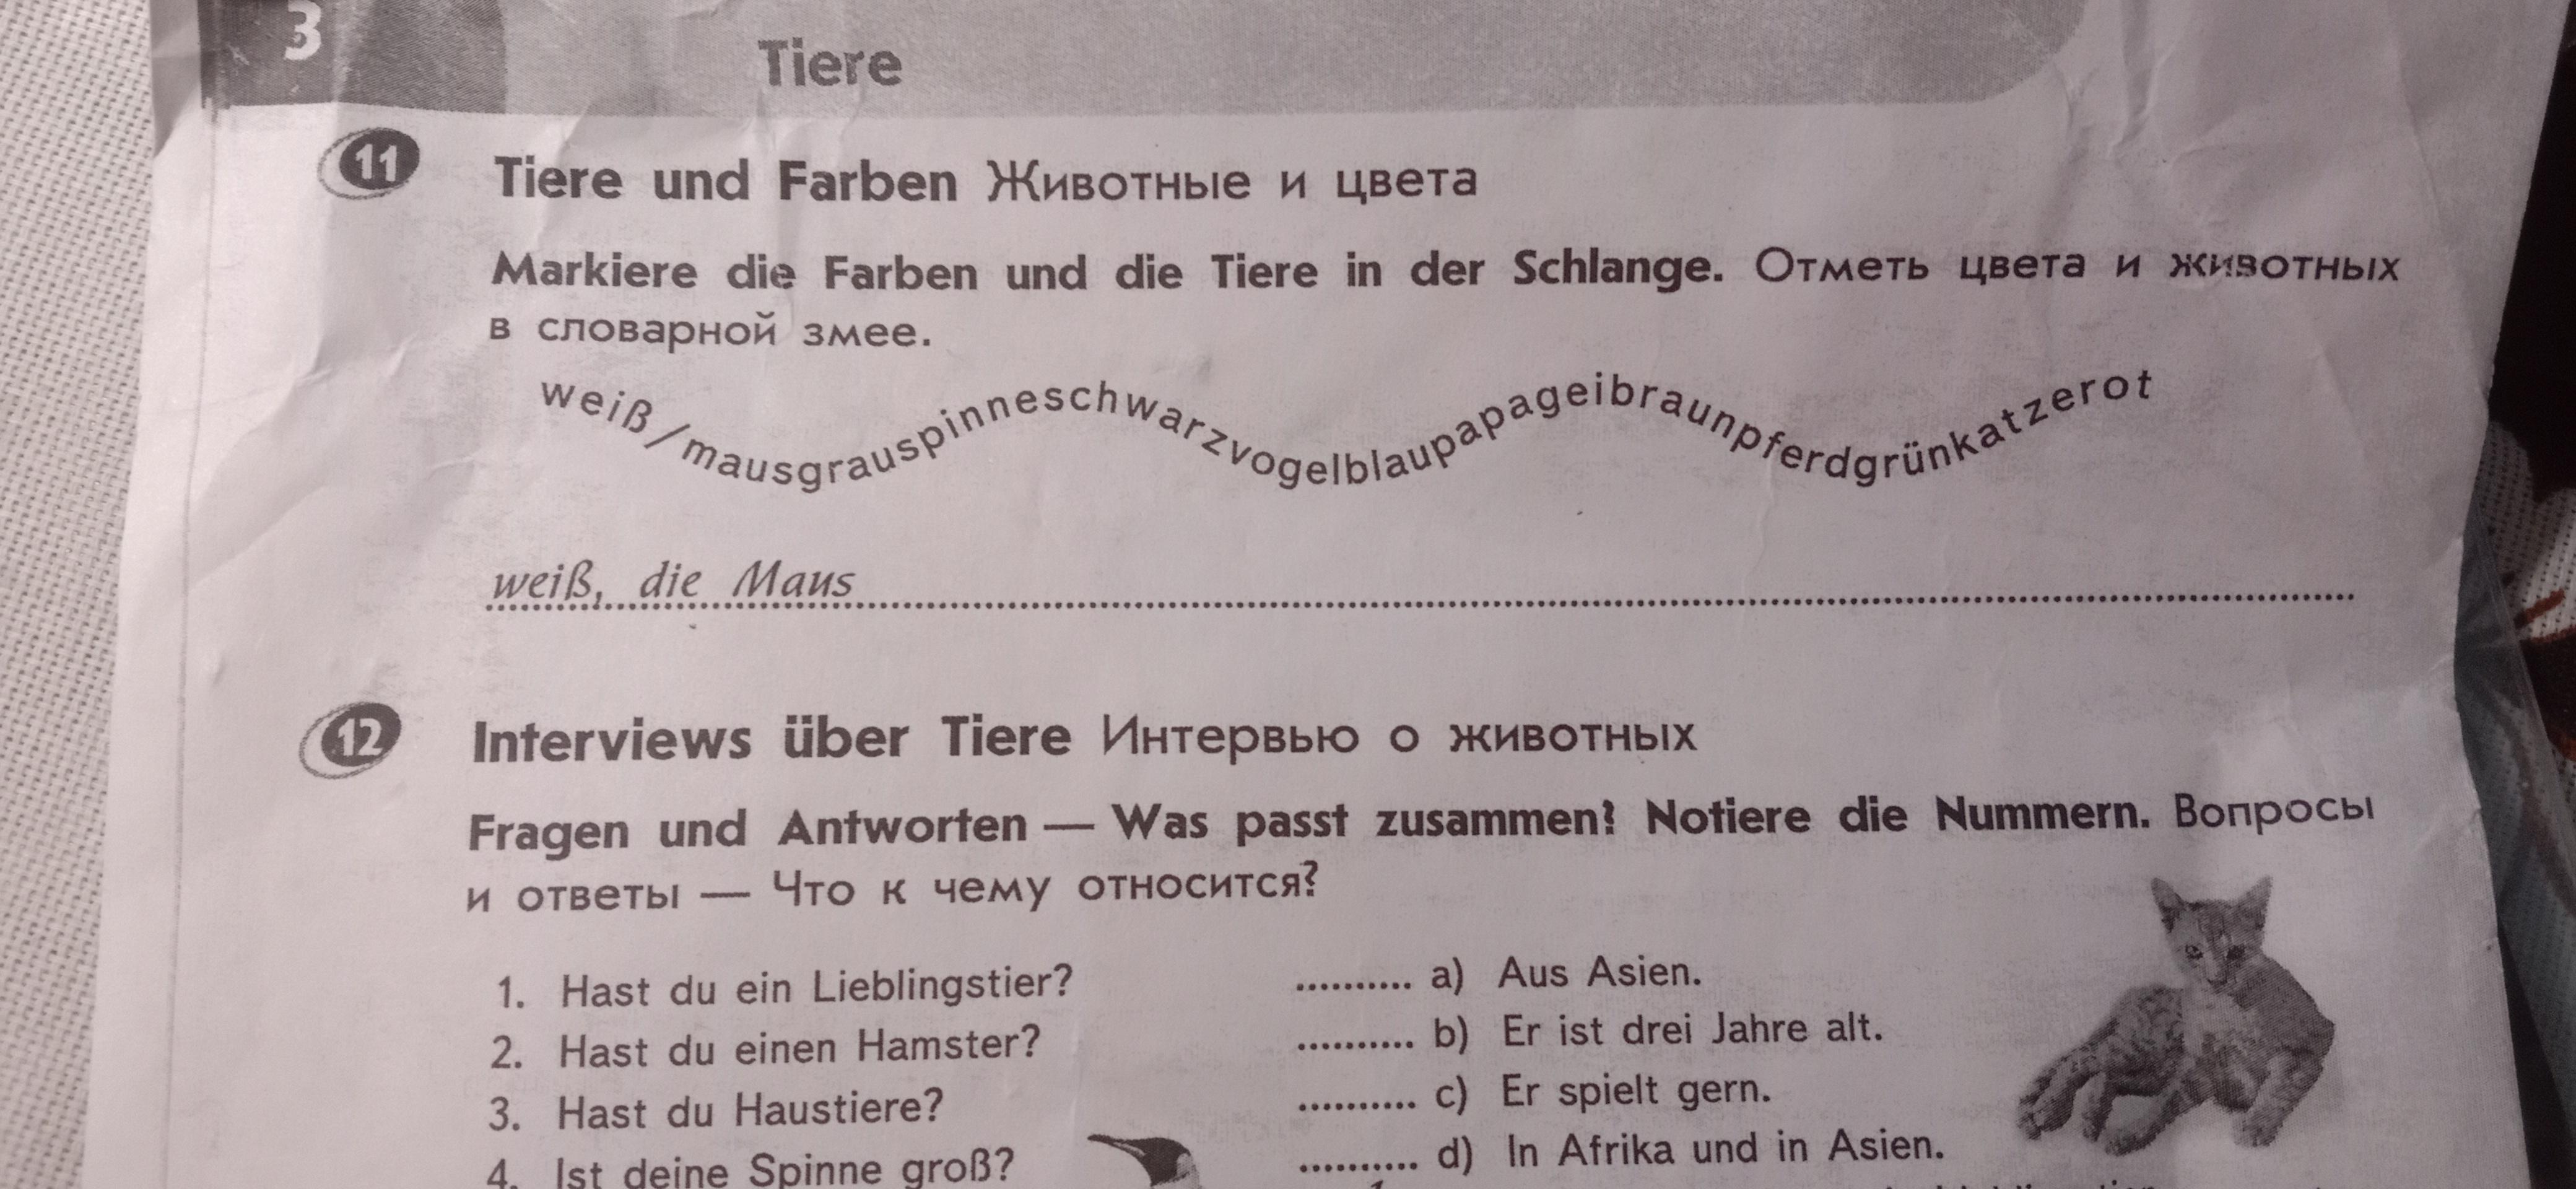 3
Tiere
11 Tiere und Farben Животные и цвета
Markiere die Farben und die Tiere in der Schlange. Отметь цвета и животных
в словарной змее.
weiß/mausgrauspinneschwarzvogelblaupapageibraunpferdgrünkatzerot
weiß, die Maus
12 Interviews über Tiere Интервью о животных
Fragen und Antworten — Was passt zusammen? Notiere die Nummern. Вопросы
и ответы — Что к чему относится?
1. Hast du ein Lieblingstier? .......... a) Aus Asien.
2. Hast du einen Hamster? .......... b) Er ist drei Jahre alt.
3. Hast du Haustiere? .......... c) Er spielt gern.
4. Ist deine Spinne groß? .......... d) In Afrika und in Asien.